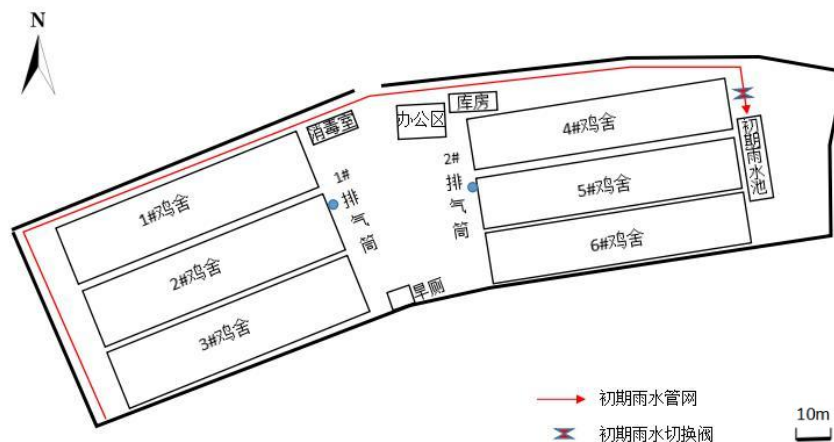 N
消毒室
办公区
库房
4#鸡舍
初期雨水池
1#鸡舍
1#
排气筒
2#
排气筒
5#鸡舍
2#鸡舍
6#鸡舍
旱厕
3#鸡舍
初期雨水管网
初期雨水切换阀
10m